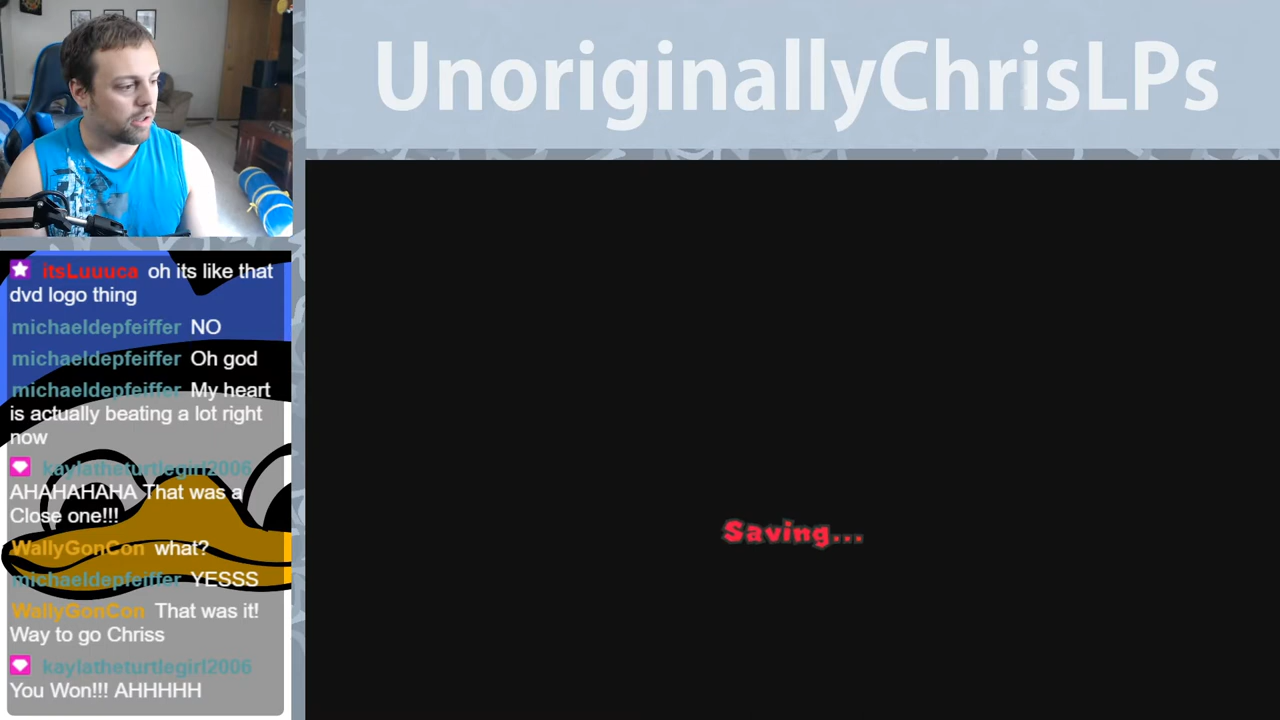 UnoriginallyChrisLPs
itsLuuuca oh its like that
dvd logo thing
michaeldepfeiffer NO
michaeldepfeiffer Oh god
michaeldepfeiffer My heart
is actually beating a lot right
now
kaylatheturtlegirl2006
AHAHAHAHA That was a
Close one!!!
WallyGonCon what?
michaeldepfeiffer YESSS
WallyGonCon That was it!
Way to go Chriss
kaylatheturtlegirl2006
You Won!!! AHHHHH
Saving...